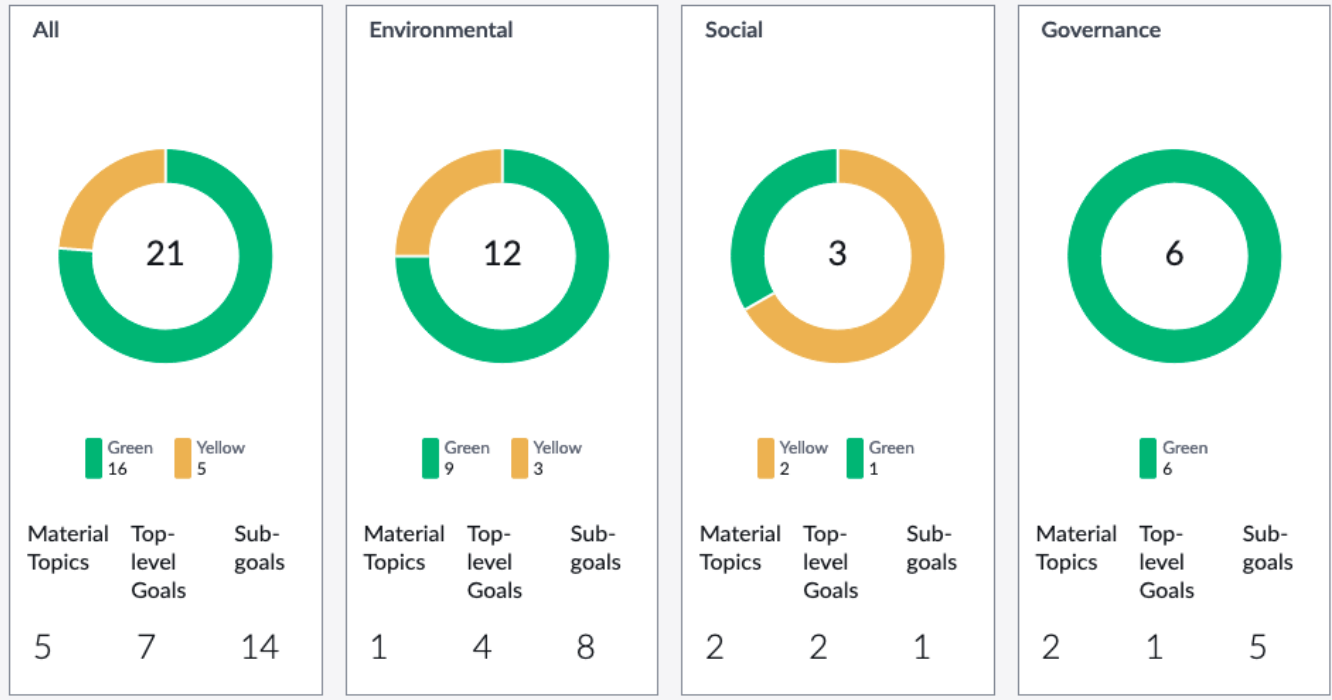 All
21
Green
16
Yellow
5
Material Topics
Top-level Goals
Sub-goals
5
7
14
Environmental
12
Green
9
Yellow
3
Material Topics
Top-level Goals
Sub-goals
1
4
8
Social
3
Yellow
2
Green
1
Material Topics
Top-level Goals
Sub-goals
2
2
1
Governance
6
Green
6
Material Topics
Top-level Goals
Sub-goals
2
1
5